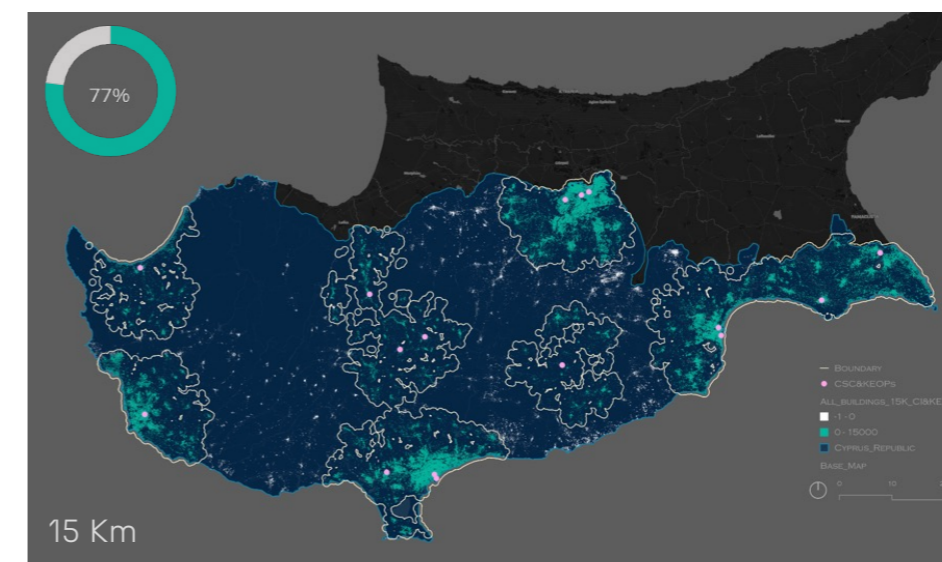 77%
BOUNDARY
CSC&KEOPS
ALL_BUILDINGS_15K_CI&KE
-1 - 0
0 - 15000
CYPRUS_REPUBLIC
BASE_MAP
0 10
15 Km